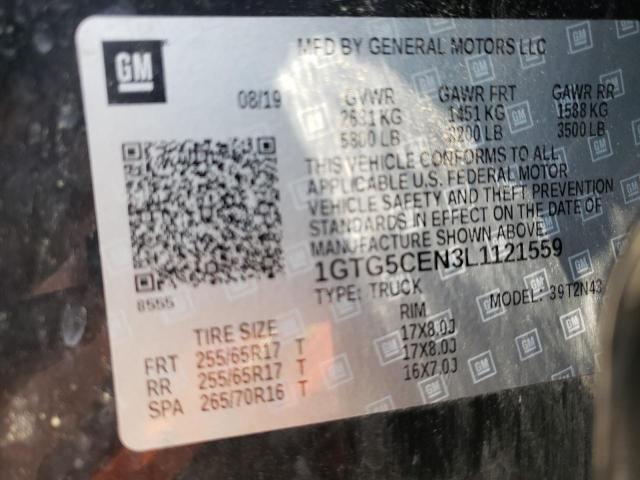 GM
MFD BY GENERAL MOTORS LLC
08/19
GVWR GAWR FRT GAWR RR
2631 KG 1451 KG 1588 KG
5800 LB 3200 LB 3500 LB
THIS VEHICLE CONFORMS TO ALL
APPLICABLE U.S. FEDERAL MOTOR
VEHICLE SAFETY AND THEFT PREVENTION
STANDARDS IN EFFECT ON THE DATE OF
MANUFACTURE SHOWN ABOVE.
1GTG5CEN3L1121559
8555
TYPE: TRUCK MODEL: 39T2N43
TIRE SIZE RIM
FRT 255/65R17 T 17X8.0J
RR 255/65R17 T 17X8.0J
SPA 265/70R16 T 16X7.0J